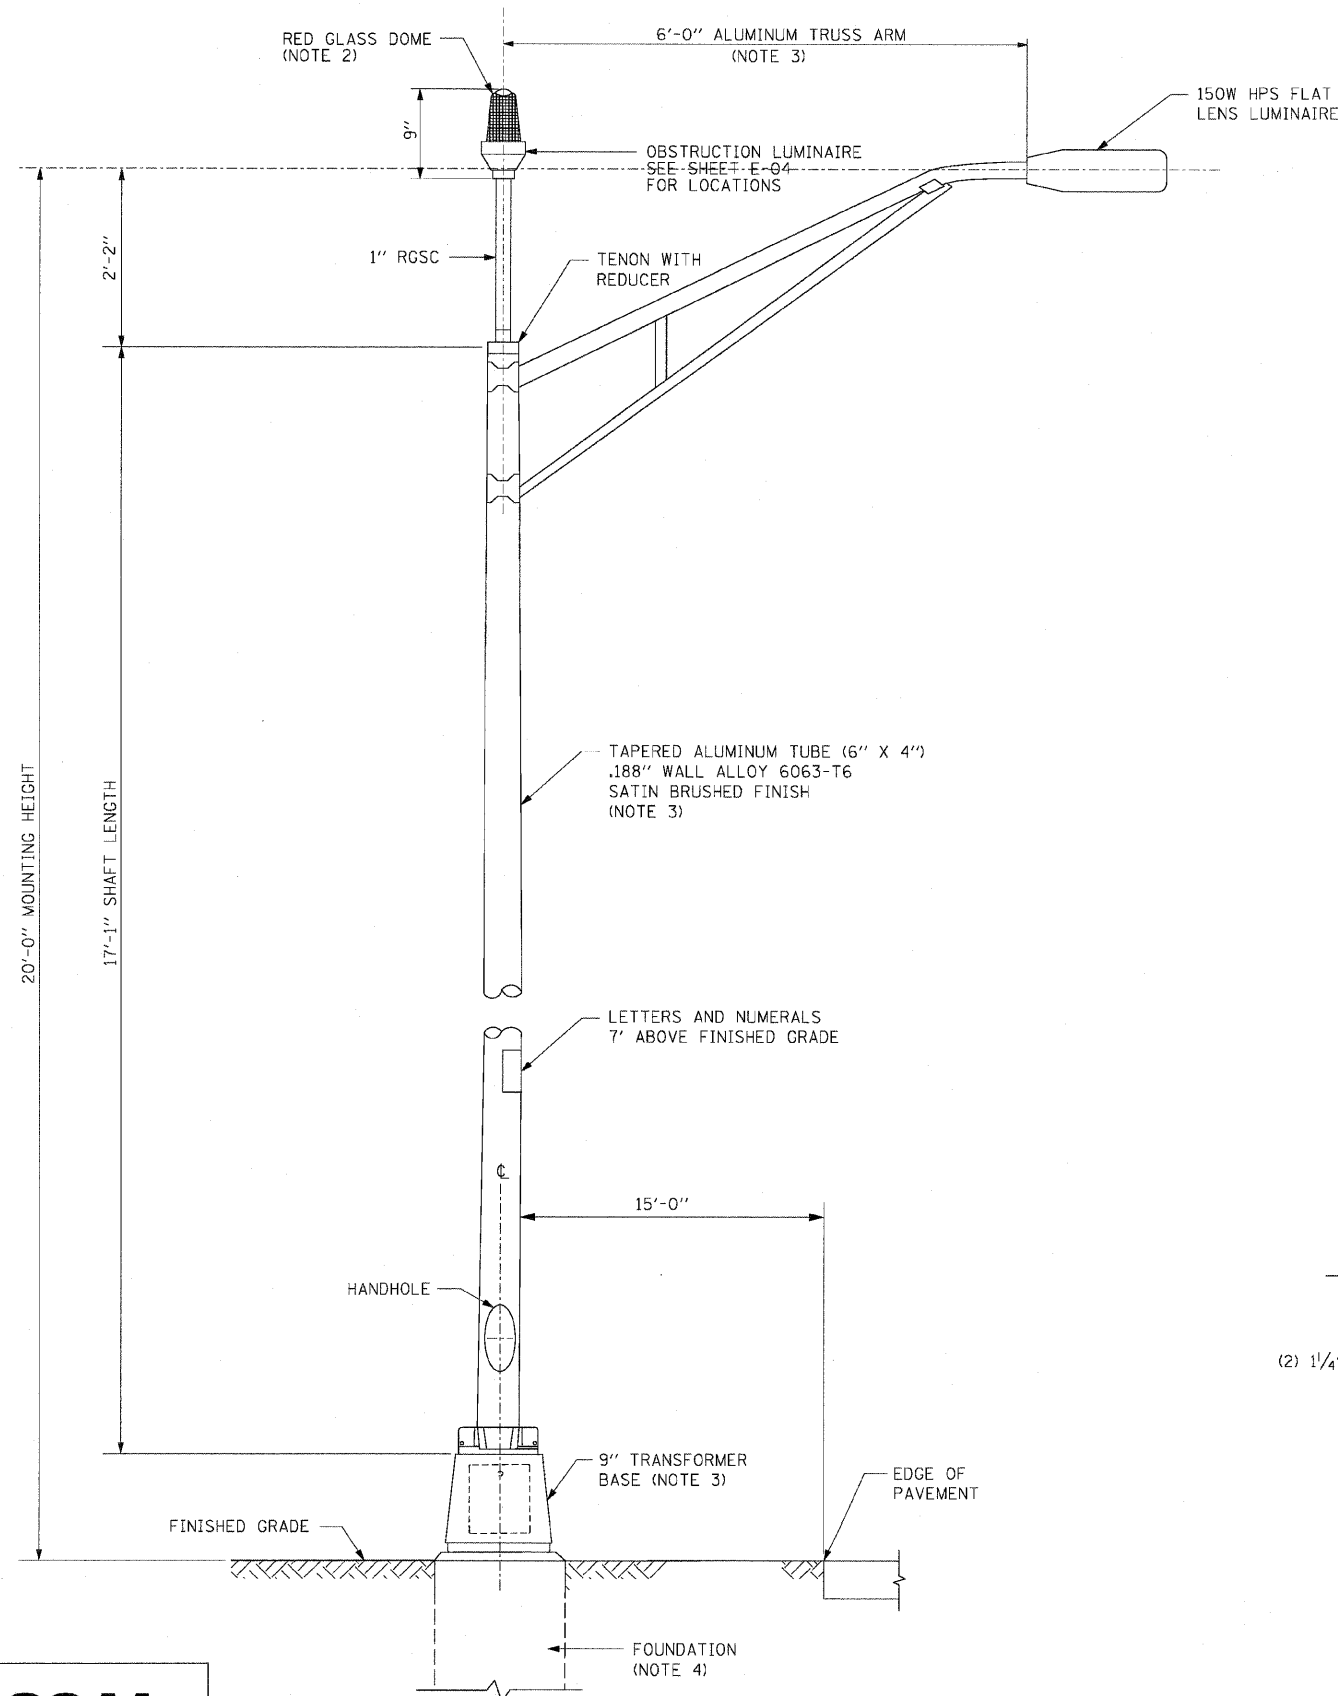 RED GLASS DOME
(NOTE 2)
6'-0" ALUMINUM TRUSS ARM
(NOTE 3)
150W HPS FLAT
LENS LUMINAIRE
9"
OBSTRUCTION LUMINAIRE
SEE SHEET E-04
FOR LOCATIONS
2'-2"
1" RGSC
TENON WITH
REDUCER
TAPERED ALUMINUM TUBE (6" X 4")
.188" WALL ALLOY 6063-T6
SATIN BRUSHED FINISH
(NOTE 3)
20'-0" MOUNTING HEIGHT
17'-1" SHAFT LENGTH
LETTERS AND NUMERALS
7' ABOVE FINISHED GRADE
℄
15'-0"
HANDHOLE
(2) 1 1/4"
9" TRANSFORMER
BASE (NOTE 3)
EDGE OF
PAVEMENT
FINISHED GRADE
FOUNDATION
(NOTE 4)